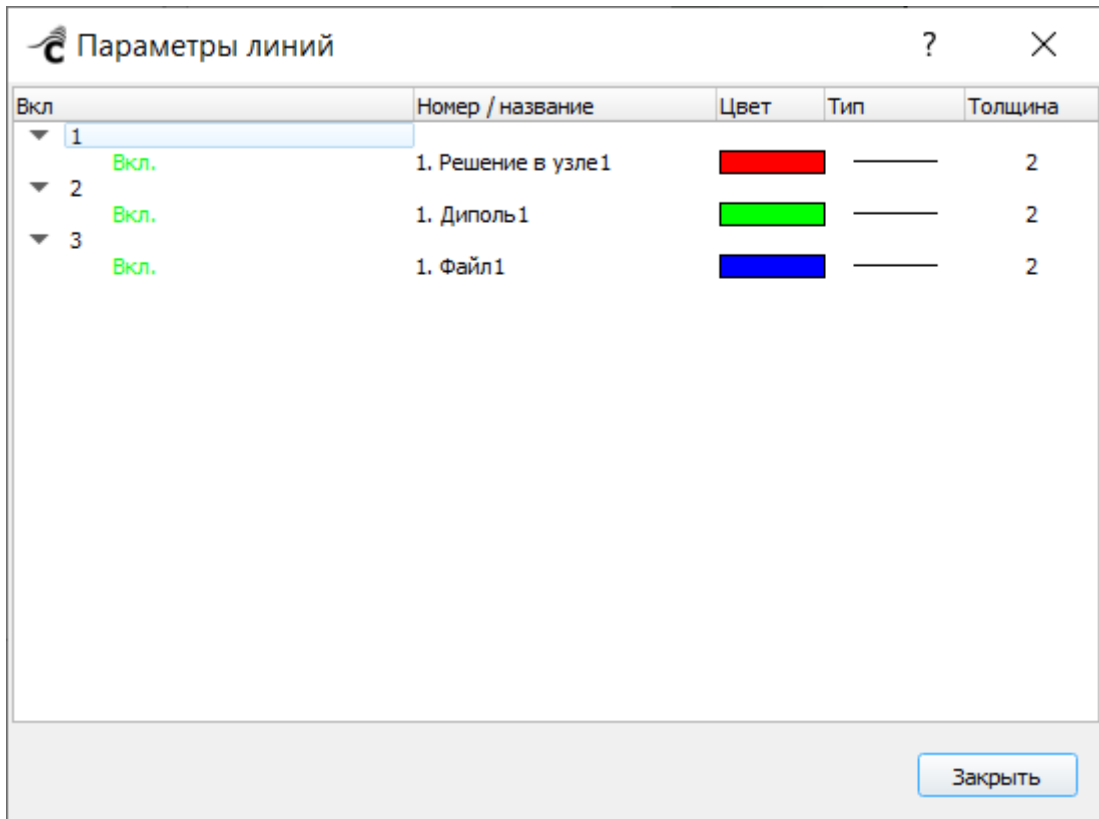 Параметры линий ?
Вкл Номер / название Цвет Тип Толщина
1
Вкл. 1. Решение в узле1 2
2
Вкл. 1. Диполь1 2
3
Вкл. 1. Файл1 2
Закрыть